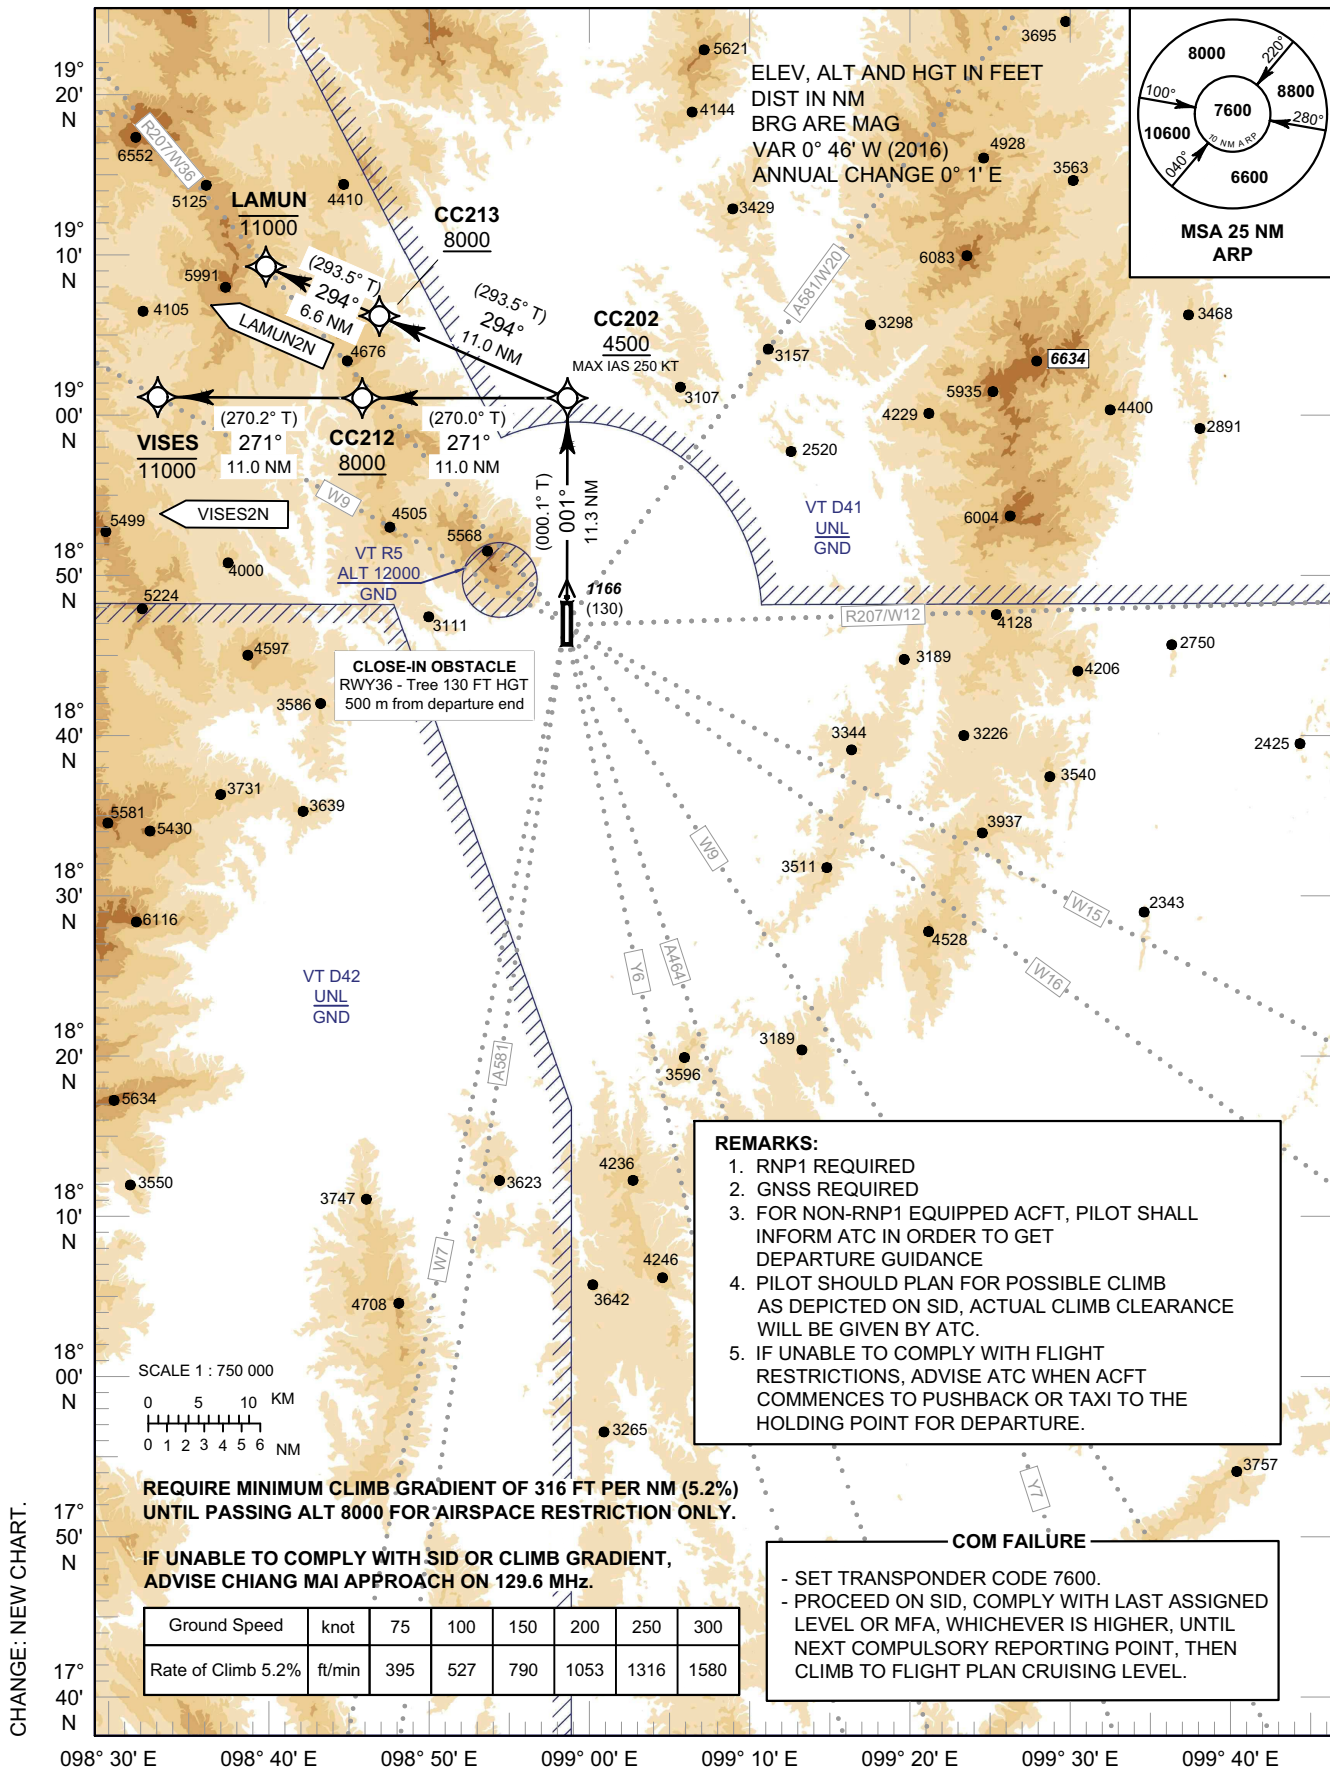 5621
3695
8000
220°
100°
8800
7600
280°
10600
10 NM ARP
040°
6600
MSA 25 NM
ARP
ELEV, ALT AND HGT IN FEET
DIST IN NM
BRG ARE MAG
VAR 0° 46' W (2016)
ANNUAL CHANGE 0° 1' E
19°
20'
N
4144
R207/W36
6552
4928
3563
5125
4410
3429
LAMUN
11000
CC213
8000
19°
10'
N
6083
5991
(293.5° T)
294°
6.6 NM
(293.5° T)
294°
11.0 NM
A581/W20
4105
LAMUN2N
CC202
4500
MAX IAS 250 KT
3298
3468
4676
3157
6634
3107
5935
19°
00'
N
4229
4400
2891
(270.2° T)
271°
11.0 NM
(270.0° T)
271°
11.0 NM
VISES
11000
CC212
8000
2520
W9
VISES2N
5499
4505
(000.1° T)
001°
11.3 NM
VT D41
UNL
GND
6004
5568
VT R5
ALT 12000
GND
18°
50'
N
4000
1166
(130)
5224
3111
R207/W12
4128
2750
4597
CLOSE-IN OBSTACLE
RWY36 - Tree 130 FT HGT
500 m from departure end
3189
4206
3586
18°
40'
N
3344
3226
2425
3540
3731
3639
5581
5430
3937
W9
3511
18°
30'
N
6116
W15
2343
4528
Y6
A464
W16
VT D42
UNL
GND
18°
20'
N
A581
3189
3596
5634
REMARKS:
1. RNP1 REQUIRED
2. GNSS REQUIRED
3. FOR NON-RNP1 EQUIPPED ACFT, PILOT SHALL
INFORM ATC IN ORDER TO GET
DEPARTURE GUIDANCE
4. PILOT SHOULD PLAN FOR POSSIBLE CLIMB
AS DEPICTED ON SID, ACTUAL CLIMB CLEARANCE
WILL BE GIVEN BY ATC.
5. IF UNABLE TO COMPLY WITH FLIGHT
RESTRICTIONS, ADVISE ATC WHEN ACFT
COMMENCES TO PUSHBACK OR TAXI TO THE
HOLDING POINT FOR DEPARTURE.
18°
10'
N
3550
3747
3623
4236
W7
4246
3642
4708
18°
00'
N
SCALE 1 : 750 000
0 5 10 KM
0 1 2 3 4 5 6 NM
3265
3757
Y7
REQUIRE MINIMUM CLIMB GRADIENT OF 316 FT PER NM (5.2%)
UNTIL PASSING ALT 8000 FOR AIRSPACE RESTRICTION ONLY.
17°
50'
N
IF UNABLE TO COMPLY WITH SID OR CLIMB GRADIENT,
ADVISE CHIANG MAI APPROACH ON 129.6 MHz.
COM FAILURE
- SET TRANSPONDER CODE 7600.
- PROCEED ON SID, COMPLY WITH LAST ASSIGNED
LEVEL OR MFA, WHICHEVER IS HIGHER, UNTIL
NEXT COMPULSORY REPORTING POINT, THEN
CLIMB TO FLIGHT PLAN CRUISING LEVEL.
Ground Speed knot 75 100 150 200 250 300
Rate of Climb 5.2% ft/min 395 527 790 1053 1316 1580
17°
40'
N
CHANGE: NEW CHART.
098° 30' E 098° 40' E 098° 50' E 099° 00' E 099° 10' E 099° 20' E 099° 30' E 099° 40' E